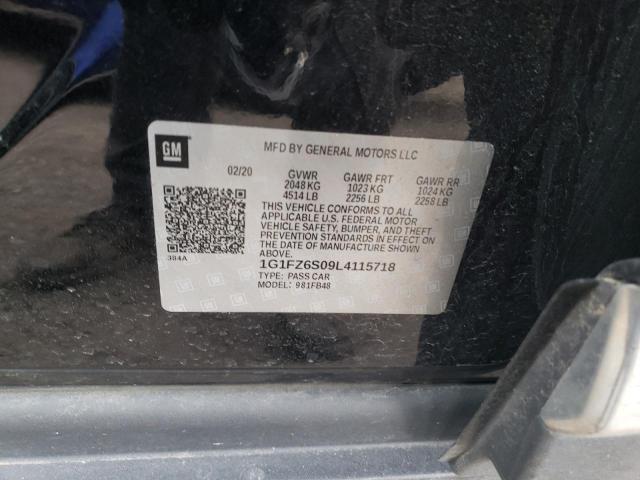 GM
MFD BY GENERAL MOTORS LLC
02/20 GVWR GAWR FRT GAWR RR
2048 KG 1023 KG 1024 KG
4514 LB 2256 LB 2258 LB
THIS VEHICLE CONFORMS TO ALL
APPLICABLE U.S. FEDERAL MOTOR
VEHICLE SAFETY, BUMPER, AND THEFT
PREVENTION STANDARDS IN EFFECT ON
THE DATE OF MANUFACTURE SHOWN
ABOVE.
384A
1G1FZ6S09L4115718
TYPE: PASS CAR
MODEL: 981FB48